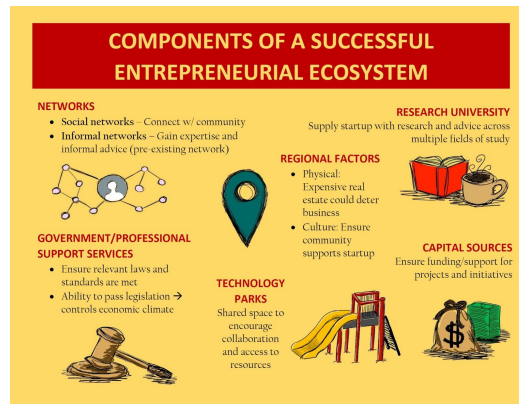 COMPONENTS OF A SUCCESSFUL
ENTREPRENEURIAL ECOSYSTEM
NETWORKS
• Social networks – Connect w/ community
• Informal networks – Gain expertise and
informal advice (pre-existing network)
RESEARCH UNIVERSITY
Supply startup with research and advice across
multiple fields of study
REGIONAL FACTORS
• Physical:
Expensive real
estate could deter
business
• Culture: Ensure
community
supports startup
GOVERNMENT/PROFESSIONAL
SUPPORT SERVICES
• Ensure relevant laws and
standards are met
• Ability to pass legislation →
controls economic climate
TECHNOLOGY
PARKS
Shared space to
encourage
collaboration
and access to
resources
CAPITAL SOURCES
Ensure funding/support for
projects and initiatives
$